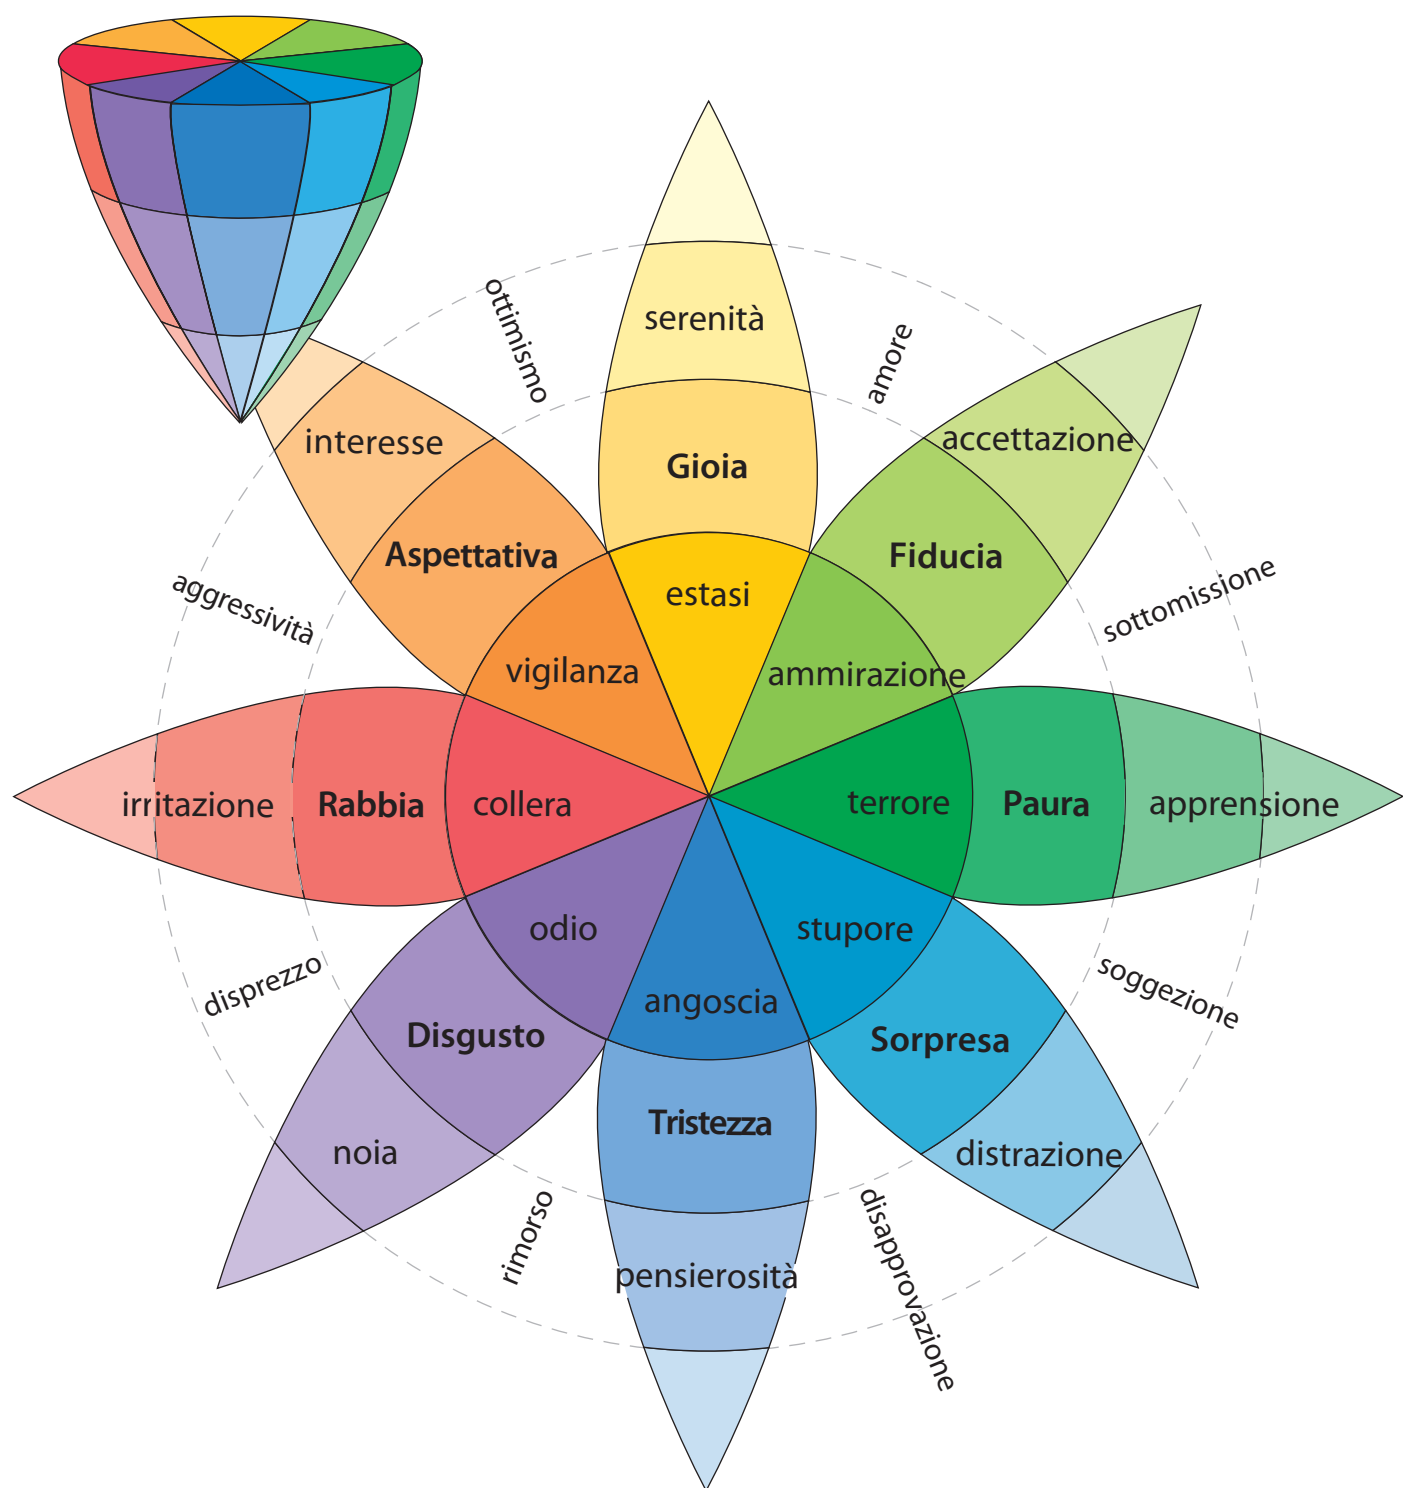 ottimismo
serenità
amore
interesse
accettazione
Gioia
Aspettativa
Fiducia
aggressività
estasi
sottomissione
vigilanza
ammirazione
irritazione
Rabbia
collera
terrore
Paura
apprensione
odio
stupore
disprezzo
angoscia
soggezione
Disgusto
Sorpresa
Tristezza
noia
distrazione
rimorso
pensierosità
disapprovazione